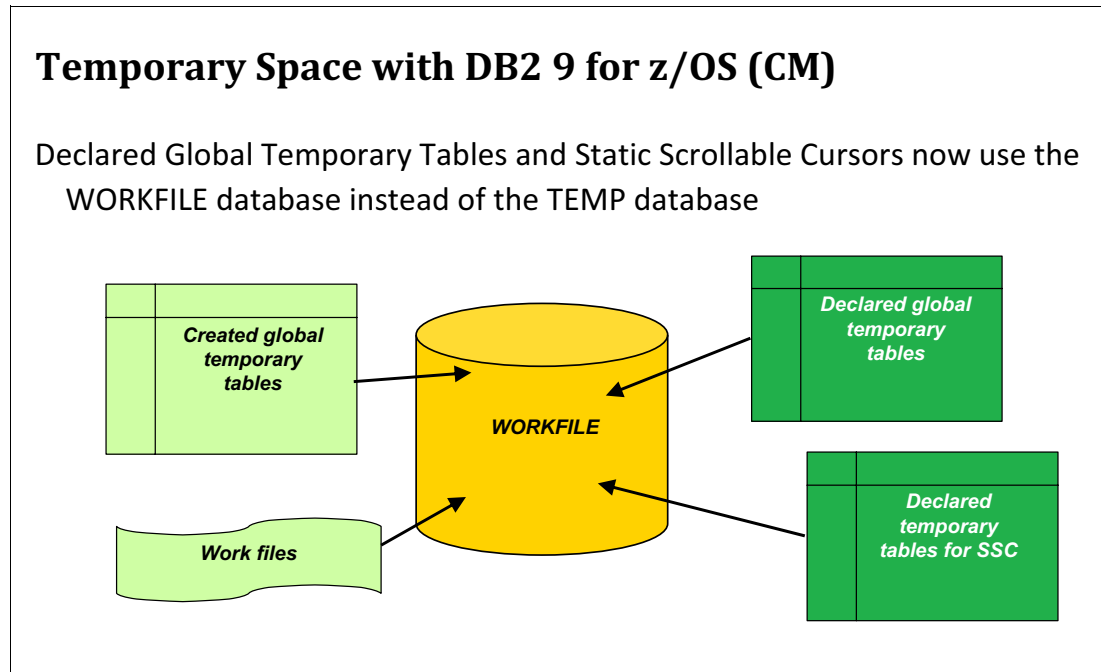 Temporary Space with DB2 9 for z/OS (CM)
Declared Global Temporary Tables and Static Scrollable Cursors now use the
WORKFILE database instead of the TEMP database
Created global
temporary
tables
Declared global
temporary
tables
WORKFILE
Work files
Declared
temporary
tables for SSC